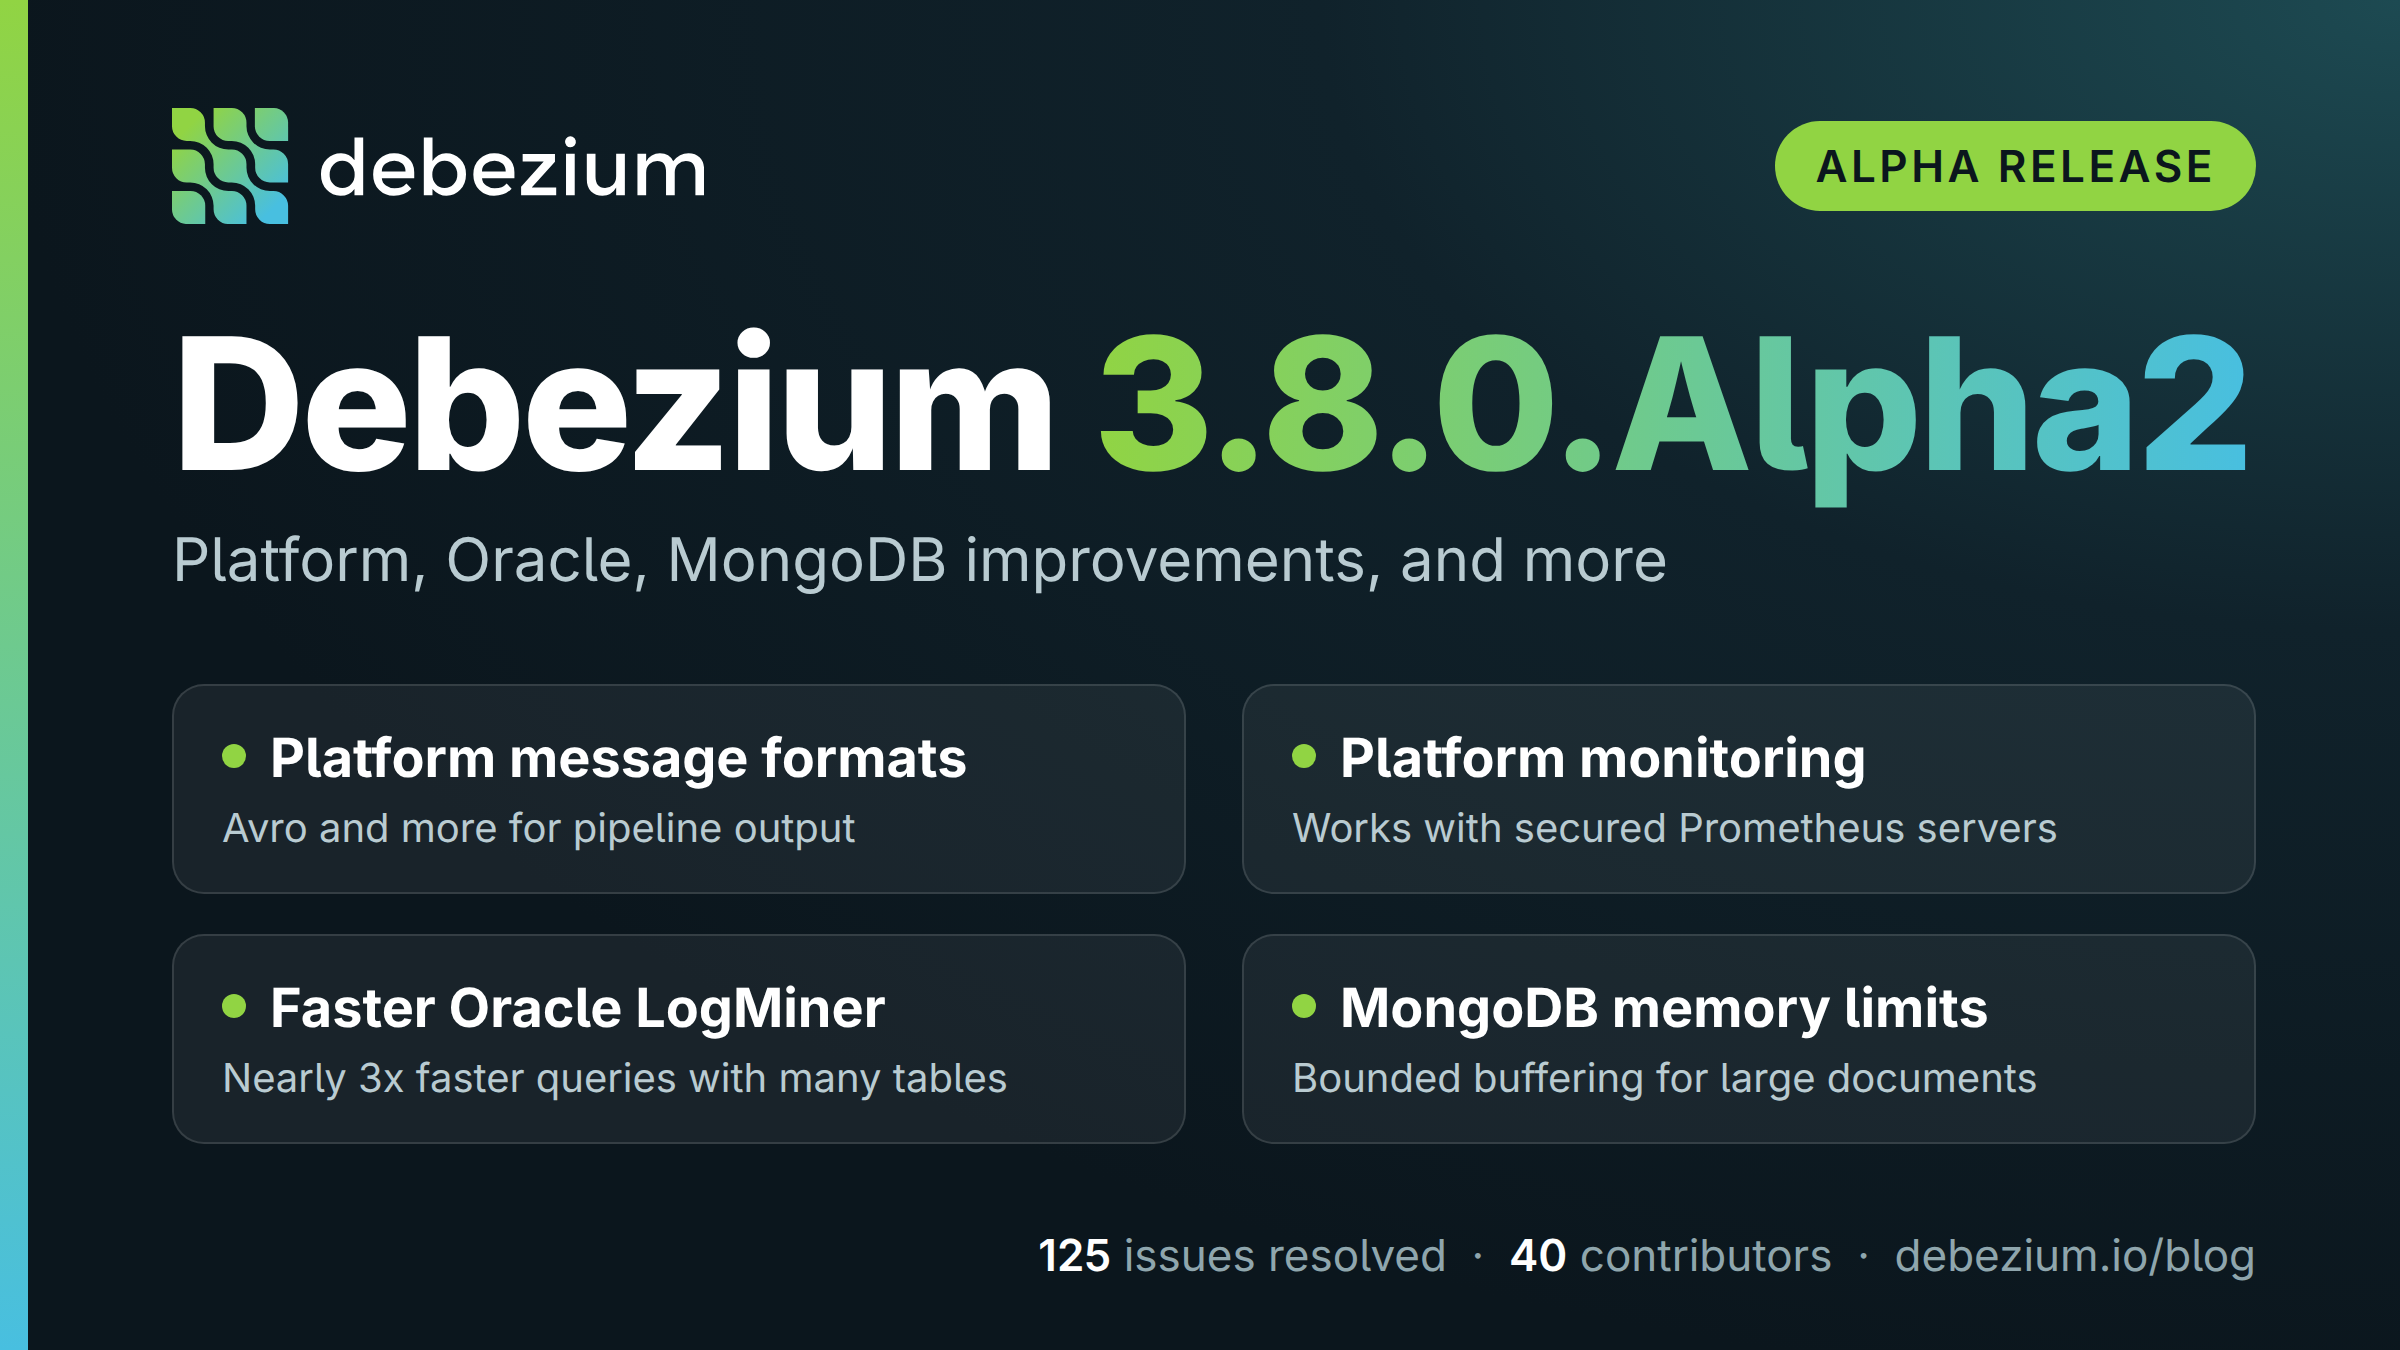 debezium
ALPHA RELEASE
Debezium 3.8.0.Alpha2
Platform, Oracle, MongoDB improvements, and more
Platform message formats
Avro and more for pipeline output
Platform monitoring
Works with secured Prometheus servers
Faster Oracle LogMiner
Nearly 3x faster queries with many tables
MongoDB memory limits
Bounded buffering for large documents
125 issues resolved · 40 contributors · debezium.io/blog